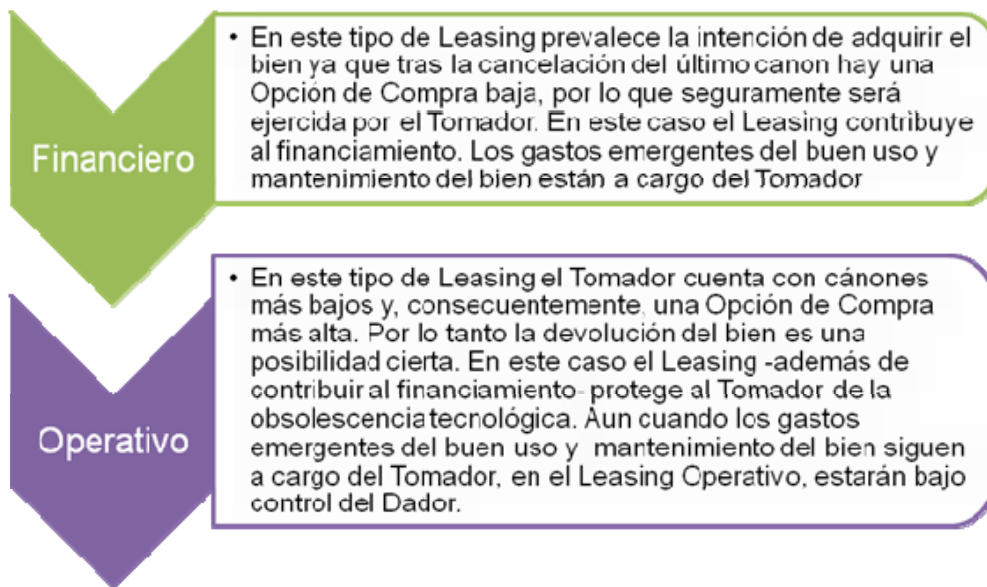 Financiero
• En este tipo de Leasing prevalece la intención de adquirir el
bien ya que tras la cancelación del último canon hay una
Opción de Compra baja, por lo que seguramente será
ejercida por el Tomador. En este caso el Leasing contribuye
al financiamiento. Los gastos emergentes del buen uso y
mantenimiento del bien están a cargo del Tomador
Operativo
• En este tipo de Leasing el Tomador cuenta con cánones
más bajos y, consecuentemente, una Opción de Compra
más alta. Por lo tanto la devolución del bien es una
posibilidad cierta. En este caso el Leasing -además de
contribuir al financiamiento- protege al Tomador de la
obsolescencia tecnológica. Aun cuando los gastos
emergentes del buen uso y mantenimiento del bien siguen
a cargo del Tomador, en el Leasing Operativo, estarán bajo
control del Dador.